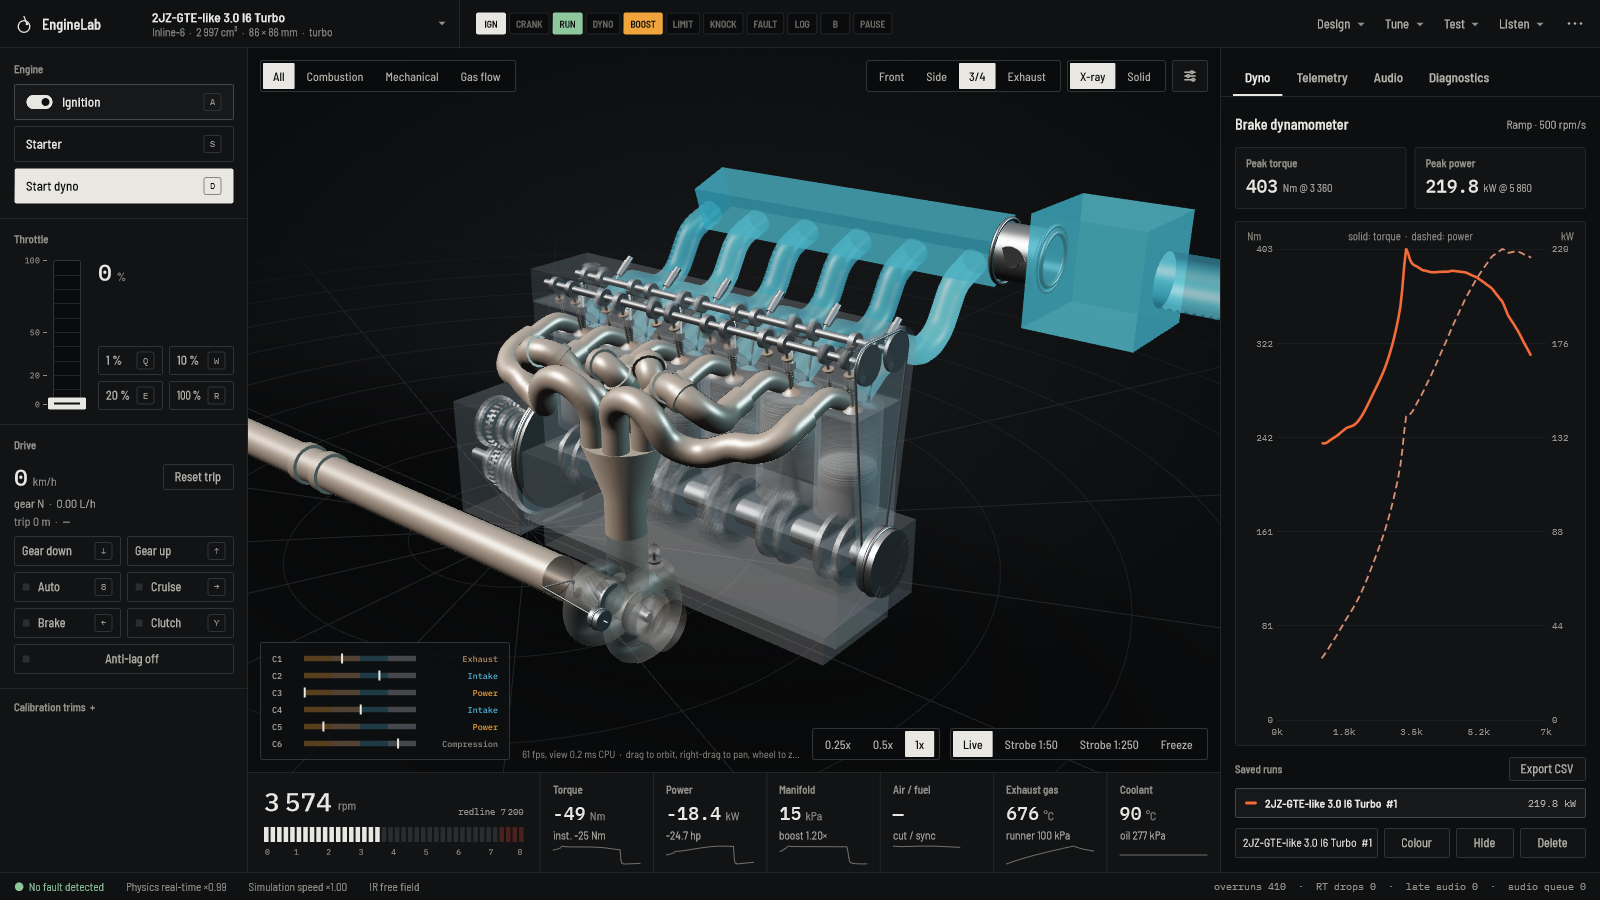 EngineLab
2JZ-GTE-like 3.0 I6 Turbo
Inline-6 · 2 997 cm³ · 86 × 86 mm · turbo
IGN
CRANK
RUN
DYNO
BOOST
LIMIT
KNOCK
FAULT
LOG
B
PAUSE
Design
Tune
Test
Listen
Engine
Ignition A
Starter S
Start dyno D
Throttle
100
50
20
0
0 %
1 % Q
10 % W
20 % E
100 % R
Drive
0 km/h
Reset trip
gear N · 0.00 L/h
trip 0 m · –
Gear down ↓
Gear up ↑
Auto 8
Cruise →
Brake ←
Clutch Y
Anti-lag off
Calibration trims +
All
Combustion
Mechanical
Gas flow
Front
Side
3/4
Exhaust
X-ray
Solid
C1 Exhaust
C2 Intake
C3 Power
C4 Intake
C5 Power
C6 Compression
61 fps, view 0.2 ms CPU · drag to orbit, right-drag to pan, wheel to z...
0.25x
0.5x
1x
Live
Strobe 1:50
Strobe 1:250
Freeze
3 574 rpm
redline 7 200
0 1 2 3 4 5 6 7 8
Torque
-49 Nm
inst. -25 Nm
Power
-18.4 kW
-24.7 hp
Manifold
15 kPa
boost 1.20×
Air / fuel
–
cut / sync
Exhaust gas
676 °C
runner 100 kPa
Coolant
90 °C
oil 277 kPa
Dyno
Telemetry
Audio
Diagnostics
Brake dynamometer
Ramp · 500 rpm/s
Peak torque
403 Nm @ 3 360
Peak power
219.8 kW @ 5 860
Nm
solid: torque · dashed: power
kW
403 220
322 176
242 132
161 88
81 44
0 0
0k 1.8k 3.5k 5.2k 7k
Saved runs
Export CSV
2JZ-GTE-like 3.0 I6 Turbo #1 219.8 kW
2JZ-GTE-like 3.0 I6 Turbo #1
Colour
Hide
Delete
No fault detected
Physics real-time ×0.99
Simulation speed ×1.00
IR free field
overruns 410 · RT drops 0 · late audio 0 · audio queue 0